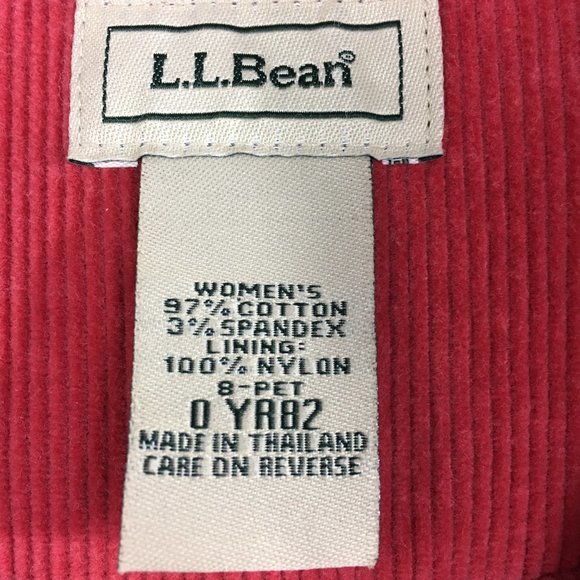 L.L.Bean®
WOMEN'S
97% COTTON
3% SPANDEX
LINING:
100% NYLON
8-PET
0 YR82
MADE IN THAILAND
CARE ON REVERSE